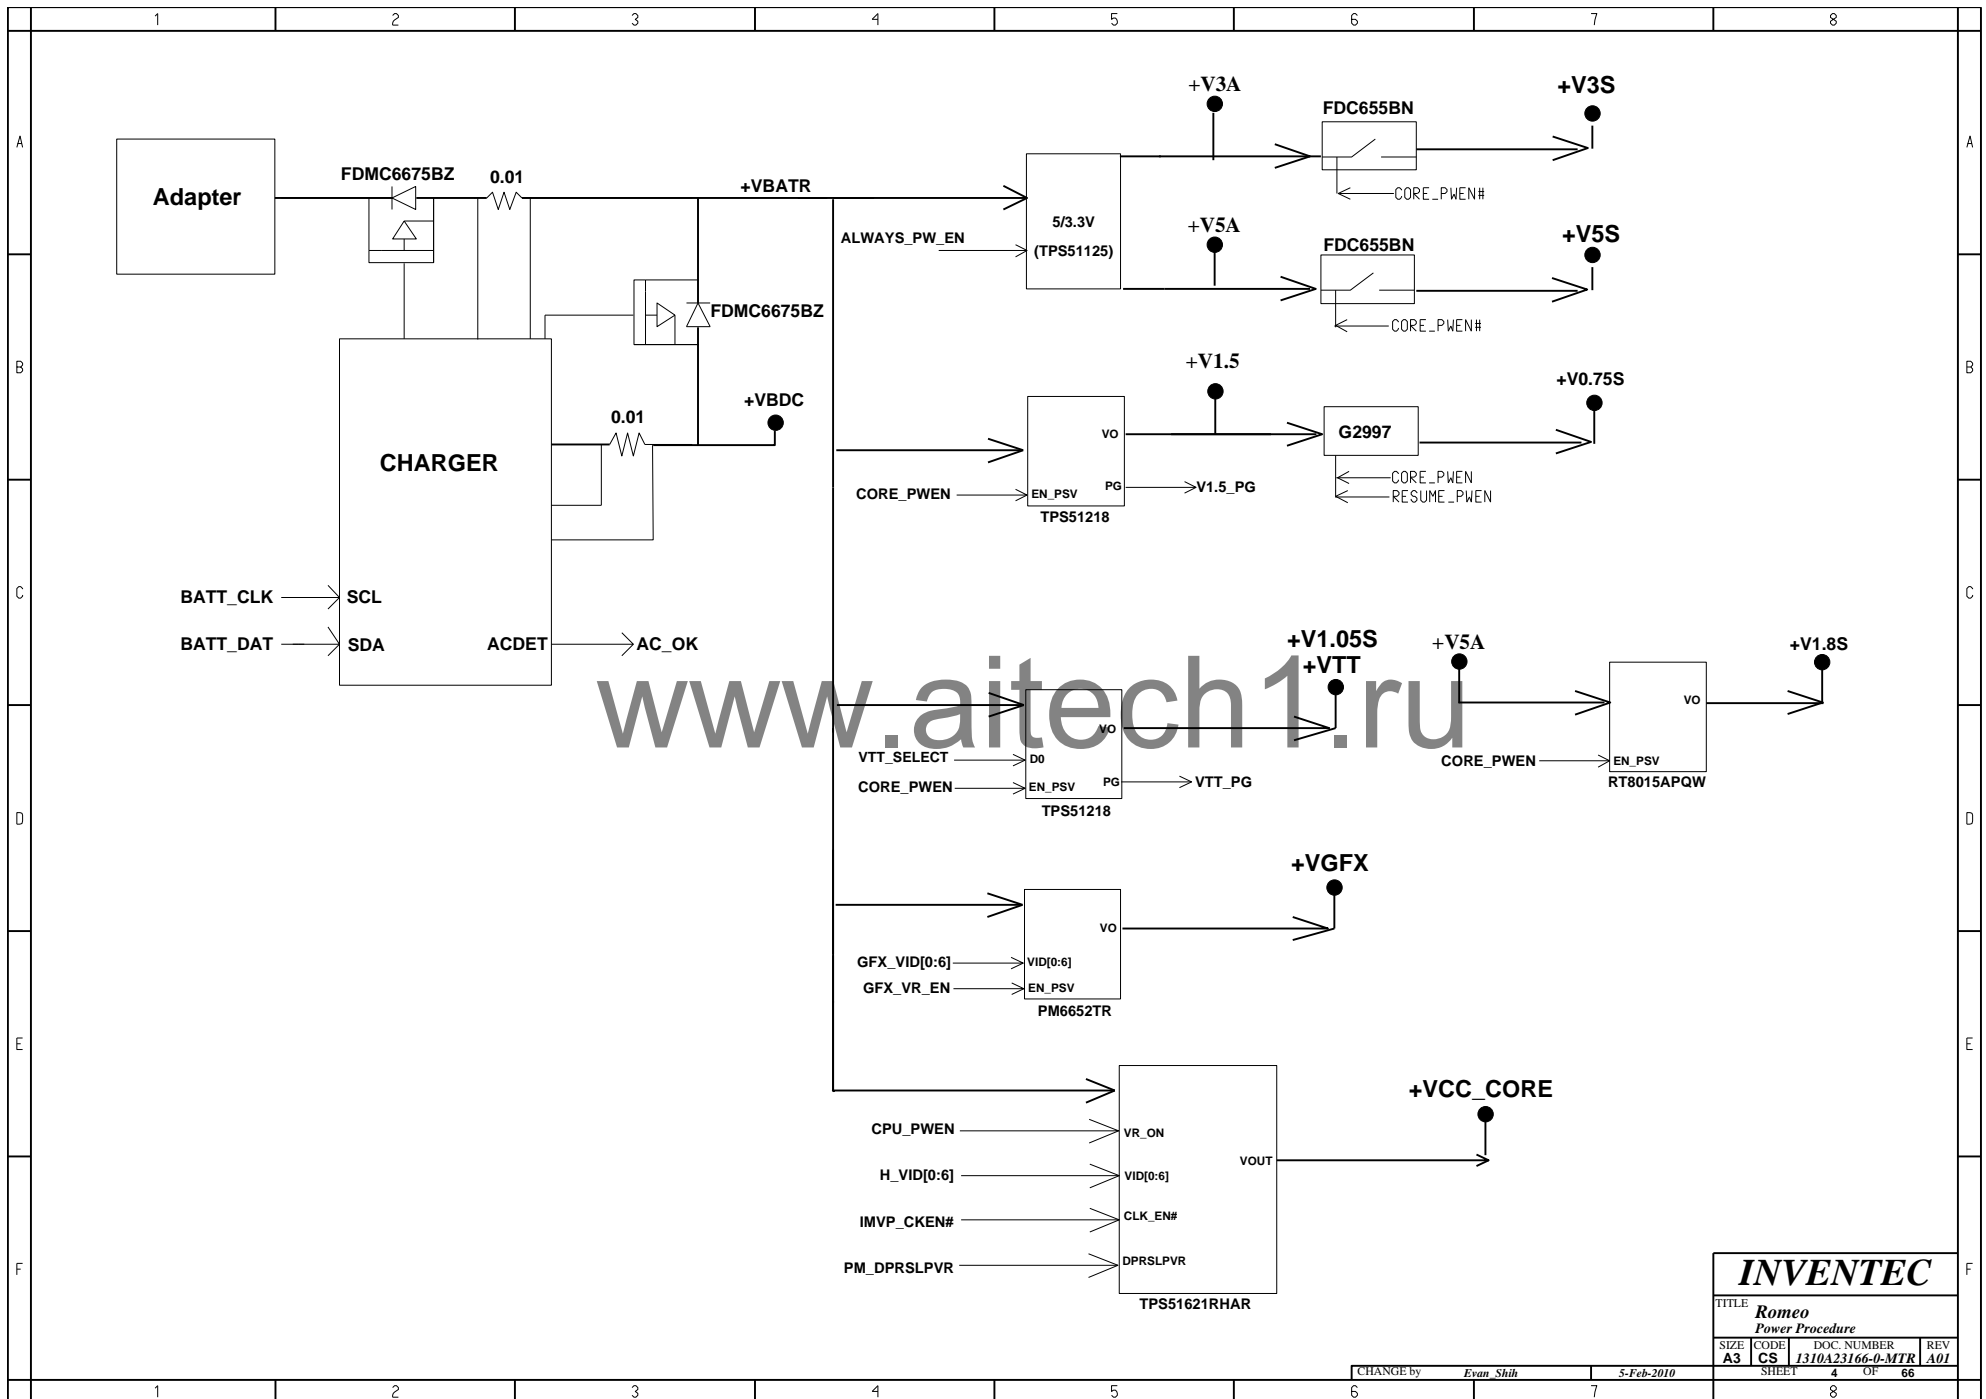 1 2 3 4 5 6 7 8
A A
B B
C C
D D
E E
F F
Adapter
FDMC6675BZ
0.01
+VBATR
ALWAYS_PW_EN
5/3.3V
(TPS51125)
+V3A
FDC655BN
+V3S
CORE_PWEN#
+V5A
FDC655BN
+V5S
CORE_PWEN#
FDMC6675BZ
0.01
+VBDC
CHARGER
BATT_CLK
SCL
BATT_DAT
SDA
ACDET
AC_OK
+V1.5
VO
G2997
+V0.75S
CORE_PWEN
EN_PSV
PG
V1.5_PG
TPS51218
CORE_PWEN
RESUME_PWEN
www.aitech1.ru
+V1.05S
+VTT
VO
VTT_SELECT
D0
CORE_PWEN
EN_PSV
PG
VTT_PG
TPS51218
+V5A
+V1.8S
VO
CORE_PWEN
EN_PSV
RT8015APQW
+VGFX
VO
GFX_VID[0:6]
VID[0:6]
GFX_VR_EN
EN_PSV
PM6652TR
+VCC_CORE
CPU_PWEN
VR_ON
VOUT
H_VID[0:6]
VID[0:6]
IMVP_CKEN#
CLK_EN#
PM_DPRSLPVR
DPRSLPVR
TPS51621RHAR
INVENTEC
TITLE
Romeo
Power Procedure
SIZE CODE DOC. NUMBER REV
A3 CS 1310A23166-0-MTR A01
CHANGE by Evan_Shih 5-Feb-2010 SHEET 4 OF 66
1 2 3 4 5 6 7 8